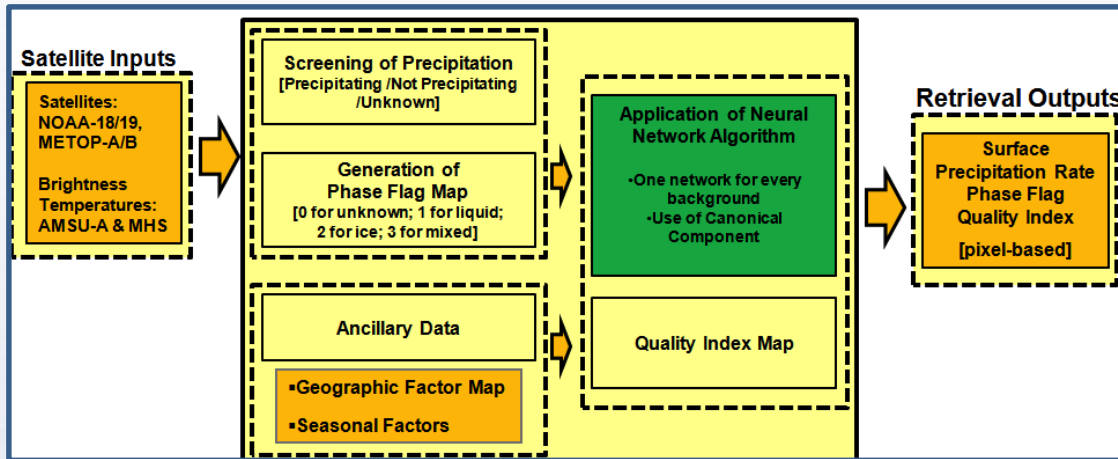 Satellite Inputs
Satellites:
NOAA-18/19,
METOP-A/B
Brightness
Temperatures:
AMSU-A & MHS
Screening of Precipitation
[Precipitating /Not Precipitating
/Unknown]
Generation of
Phase Flag Map
[0 for unknown; 1 for liquid;
2 for ice; 3 for mixed]
Ancillary Data
▪Geographic Factor Map
▪Seasonal Factors
Application of Neural
Network Algorithm
•One network for every
background
•Use of Canonical
Component
Quality Index Map
Retrieval Outputs
Surface
Precipitation Rate
Phase Flag
Quality Index
[pixel-based]